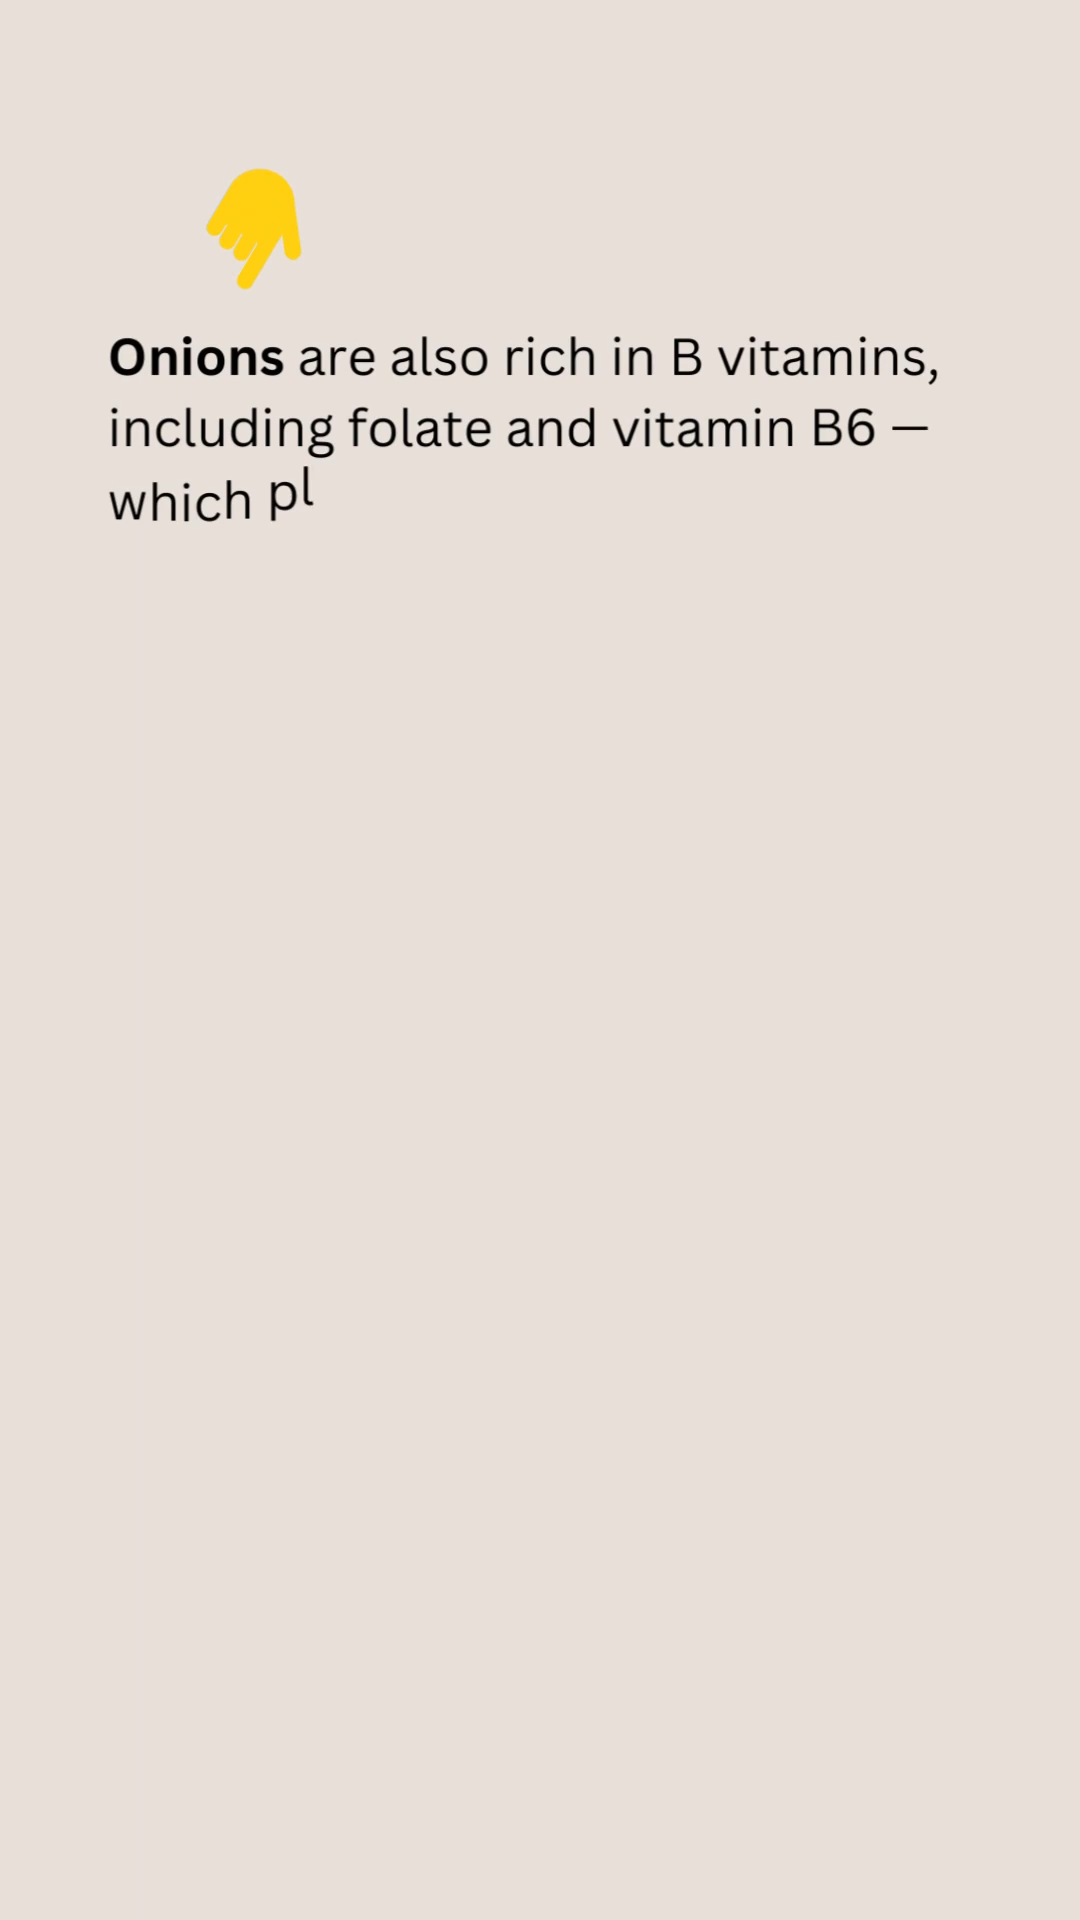 Onions are also rich in B vitamins,
including folate and vitamin B6 —
which pl